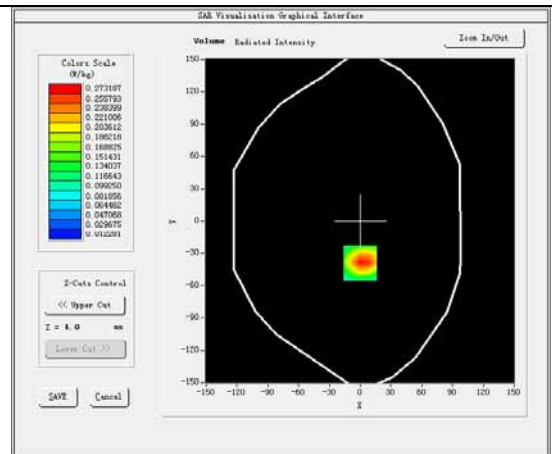 SAR Visualisation Graphical Interface
Volume Radiated Intensity
Zoom In/Out
Colors Scale
(W/kg)
0.273187
0.255793
0.238399
0.221006
0.203612
0.186218
0.168825
0.151431
0.134037
0.116643
0.099250
0.081856
0.064462
0.047068
0.029675
0.012281
150
120
90
60
30
0
-30
-60
-90
-120
-150
Y
-150 -120 -90 -60 -30 0 30 60 90 120 150
X
Z-Cuts Control
<< Upper Cut
Z = 4.0 mm
Lower Cut >>
SAVE Cancel